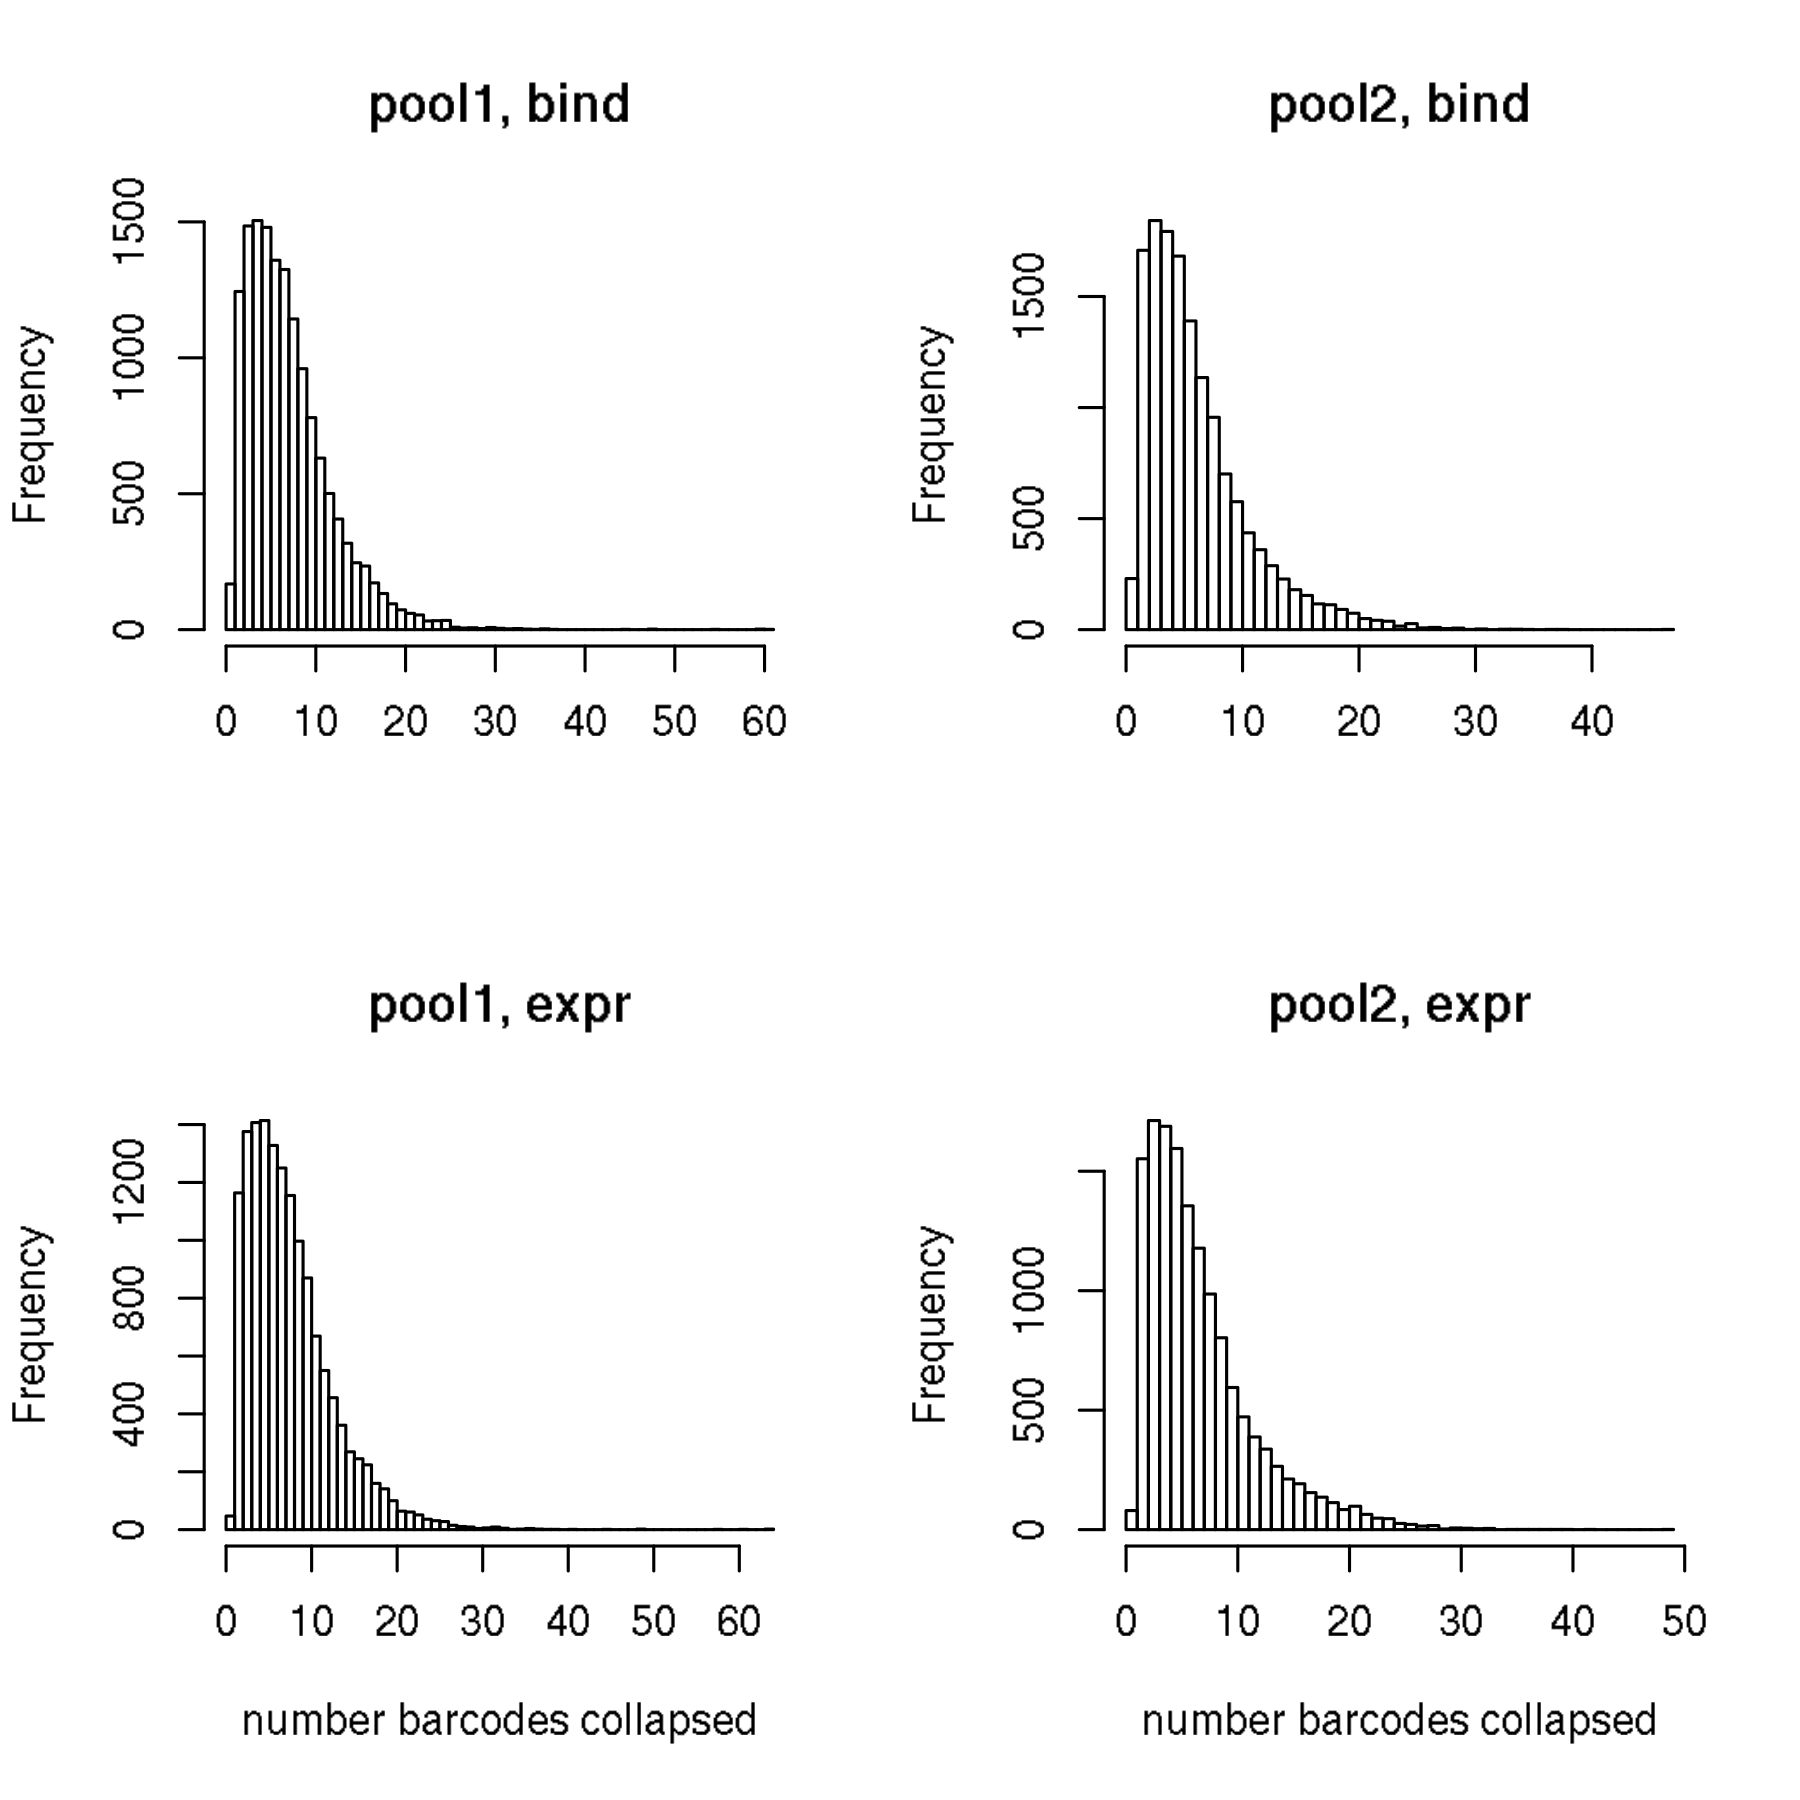 pool1, bind
Frequency
0 500 1000 1500
0 10 20 30 40 50 60
pool2, bind
Frequency
0 500 1500
0 10 20 30 40
pool1, expr
Frequency
0 400 800 1200
0 10 20 30 40 50 60
number barcodes collapsed
pool2, expr
Frequency
0 500 1000
0 10 20 30 40 50
number barcodes collapsed